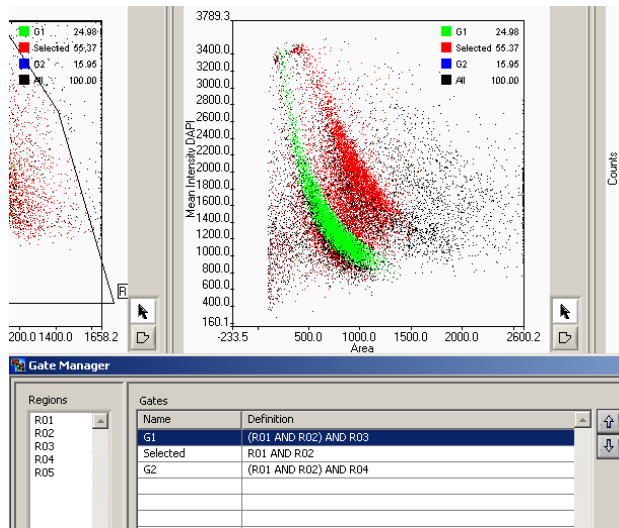 3789.3
G1 24.98
Selected 55.37
G2 15.95
All 100.00
G1 24.98
Selected 55.37
G2 15.95
All 100.00
3400.0
3200.0
3000.0
2800.0
2600.0
2400.0
2200.0
2000.0
1800.0
1600.0
1400.0
1200.0
1000.0
800.0
600.0
400.0
160.1
Mean Intensity DAPI
Counts
R
200.0 1400.0 1658.2
-233.5 500.0 1000.0 1500.0 2000.0 2600.2
Area
Gate Manager
Regions
R01
R02
R03
R04
R05
Gates
Name Definition
G1 (R01 AND R02) AND R03
Selected R01 AND R02
G2 (R01 AND R02) AND R04